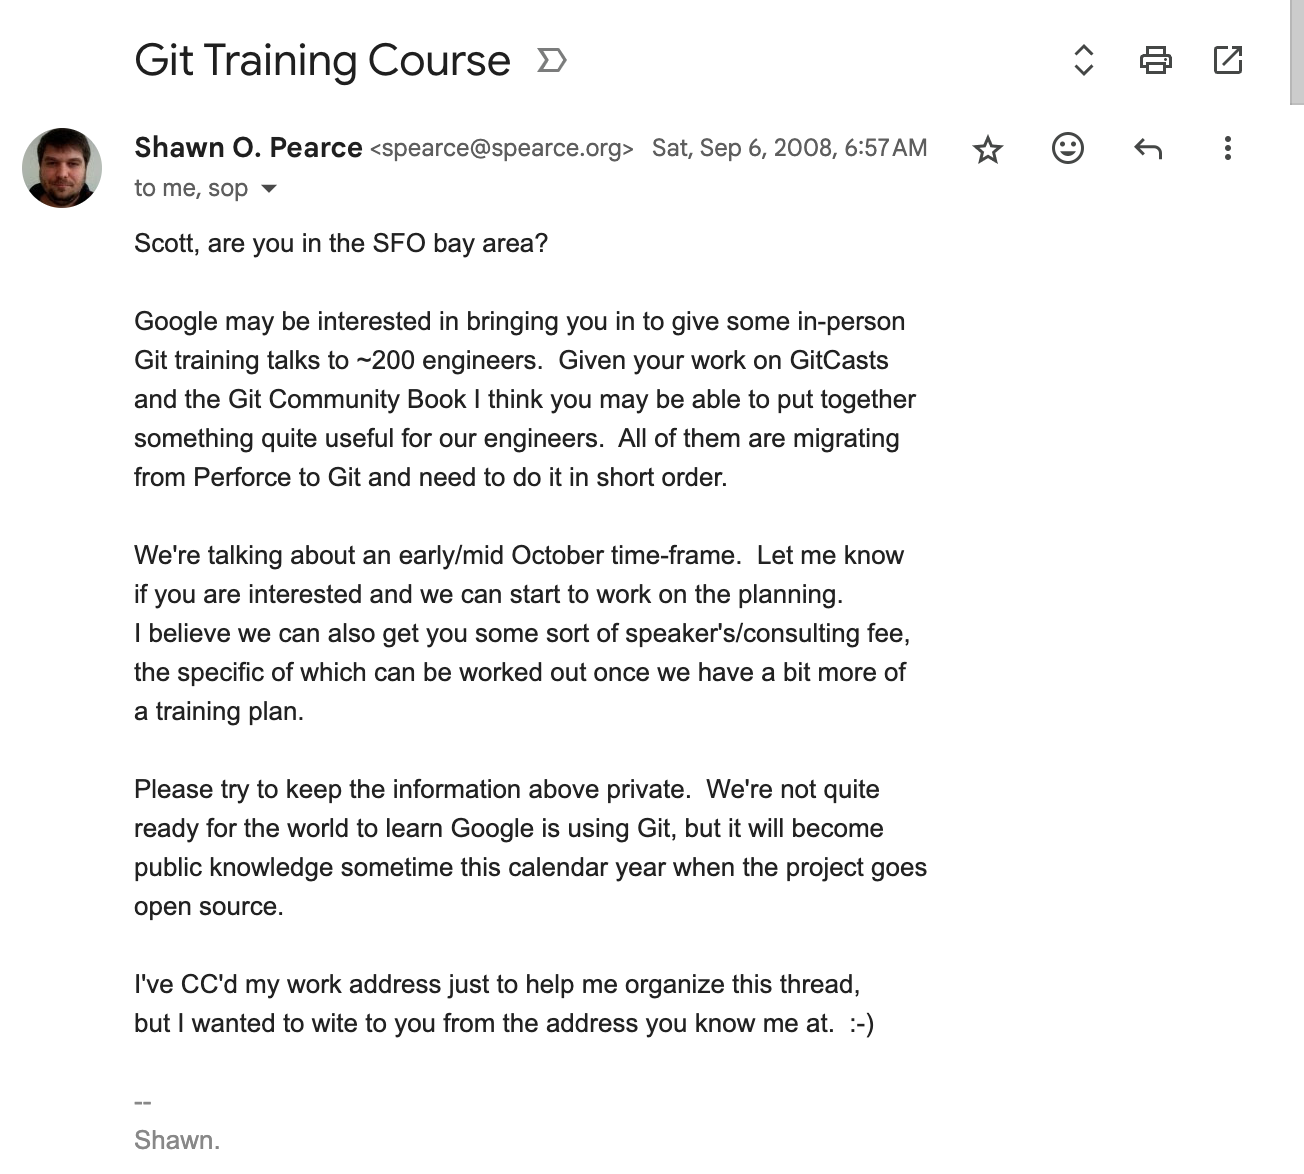 Git Training Course
Shawn O. Pearce <spearce@spearce.org> Sat, Sep 6, 2008, 6:57 AM
to me, sop
Scott, are you in the SFO bay area?
Google may be interested in bringing you in to give some in-person
Git training talks to ~200 engineers.  Given your work on GitCasts
and the Git Community Book I think you may be able to put together
something quite useful for our engineers.  All of them are migrating
from Perforce to Git and need to do it in short order.
We're talking about an early/mid October time-frame.  Let me know
if you are interested and we can start to work on the planning.
I believe we can also get you some sort of speaker's/consulting fee,
the specific of which can be worked out once we have a bit more of
a training plan.
Please try to keep the information above private.  We're not quite
ready for the world to learn Google is using Git, but it will become
public knowledge sometime this calendar year when the project goes
open source.
I've CC'd my work address just to help me organize this thread,
but I wanted to wite to you from the address you know me at.  :-)
--
Shawn.